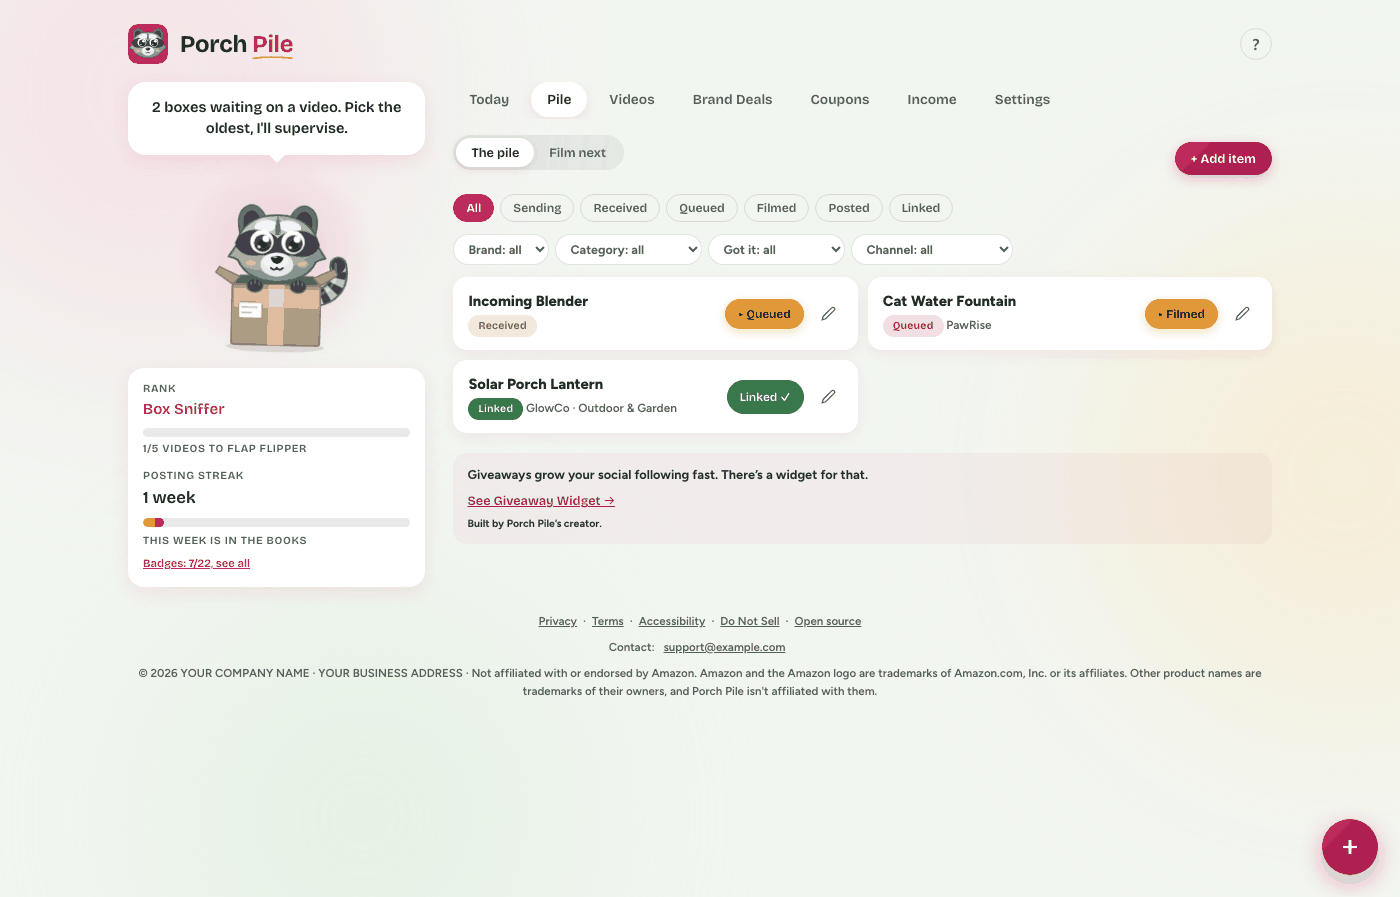 Porch Pile
?
2 boxes waiting on a video. Pick the
oldest, I'll supervise.
RANK
Box Sniffer
1/5 VIDEOS TO FLAP FLIPPER
POSTING STREAK
1 week
THIS WEEK IS IN THE BOOKS
Badges: 7/22, see all
Today Pile Videos Brand Deals Coupons Income Settings
The pile Film next
+ Add item
All Sending Received Queued Filmed Posted Linked
Brand: all Category: all Got it: all Channel: all
Incoming Blender
Received
Queued
Cat Water Fountain
Queued PawRise
Filmed
Solar Porch Lantern
Linked GlowCo · Outdoor & Garden
Linked ✓
Giveaways grow your social following fast. There's a widget for that.
See Giveaway Widget →
Built by Porch Pile's creator.
Privacy · Terms · Accessibility · Do Not Sell · Open source
Contact: support@example.com
© 2026 YOUR COMPANY NAME · YOUR BUSINESS ADDRESS · Not affiliated with or endorsed by Amazon. Amazon and the Amazon logo are trademarks of Amazon.com, Inc. or its affiliates. Other product names are
trademarks of their owners, and Porch Pile isn't affiliated with them.
+